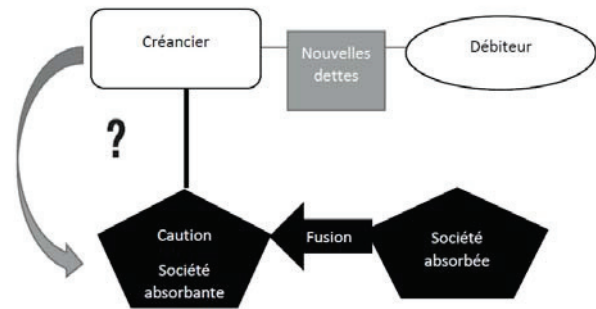 Créancier
Nouvelles
dettes
Débiteur
?
Caution
Société
absorbante
Fusion
Société
absorbée